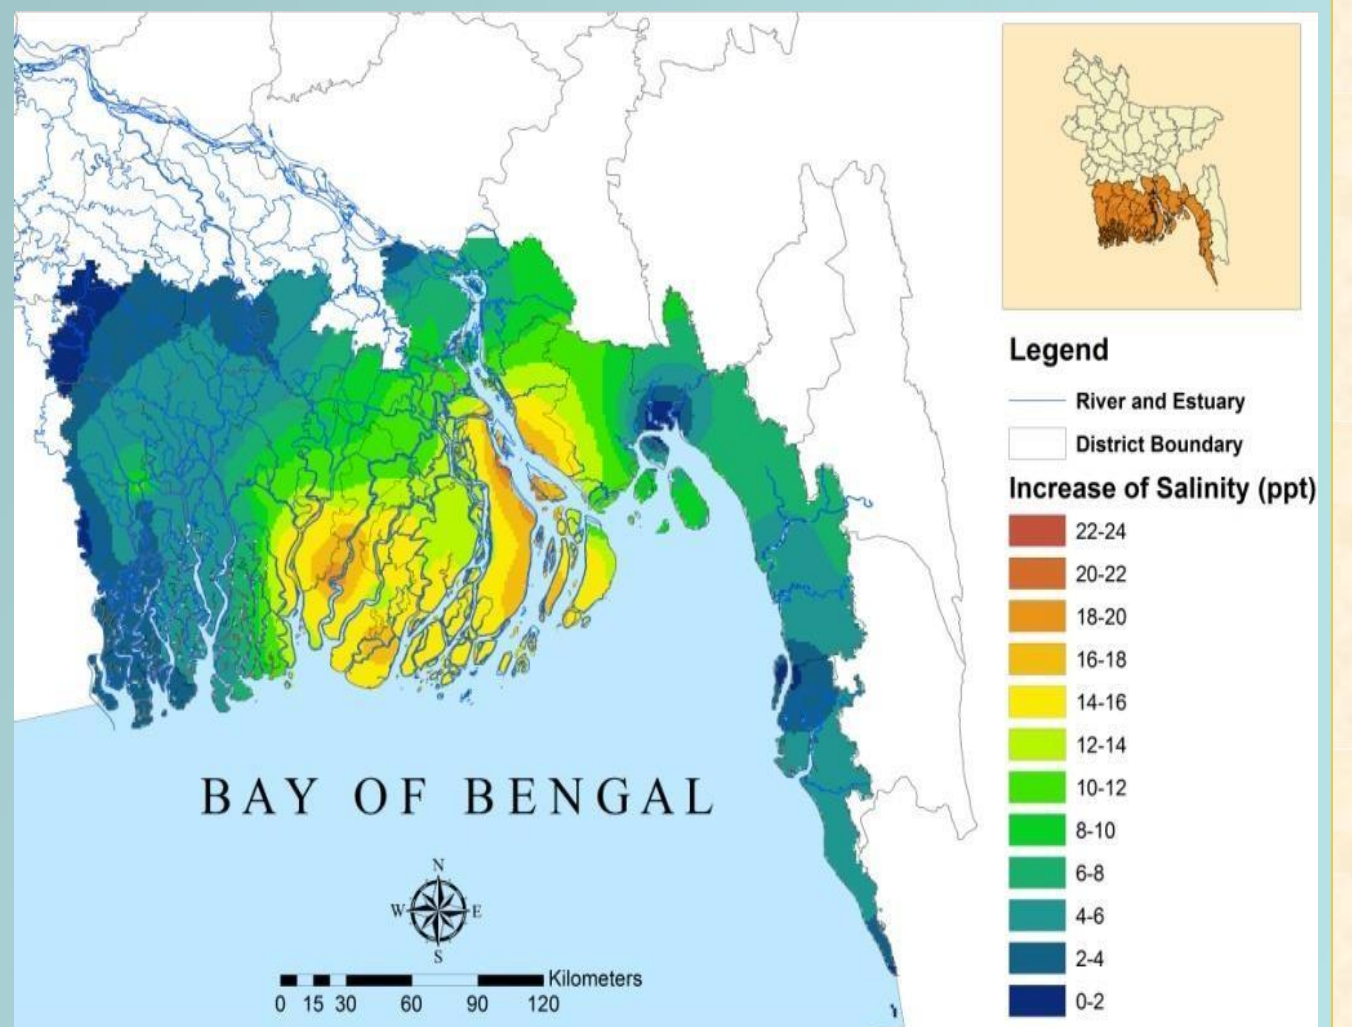 BAY OF BENGAL
N
W E
S
Kilometers
0 15 30 60 90 120
Legend
River and Estuary
District Boundary
Increase of Salinity (ppt)
22-24
20-22
18-20
16-18
14-16
12-14
10-12
8-10
6-8
4-6
2-4
0-2